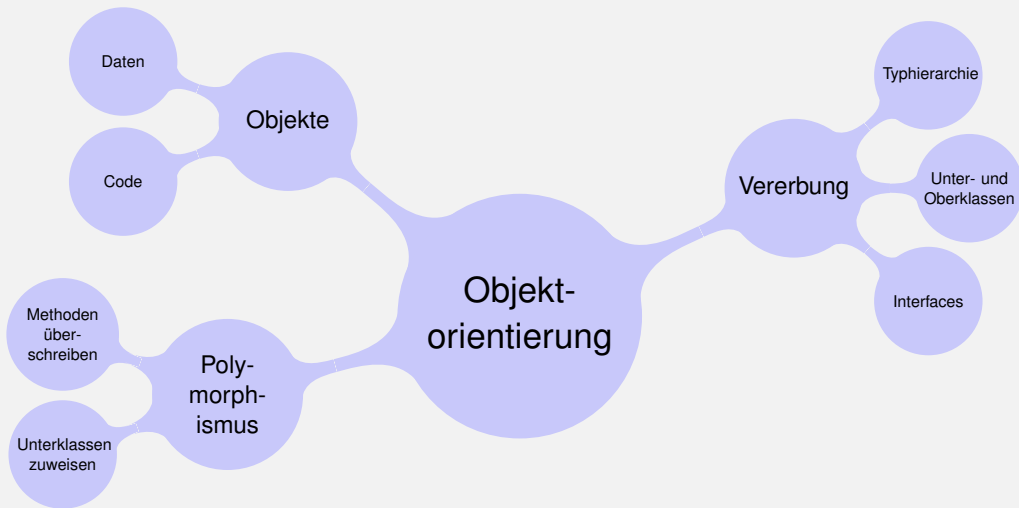 Daten
Objekte
Code
Typhierarchie
Vererbung
Unter- und
Oberklassen
Interfaces
Objekt-
orientierung
Methoden
über-
schreiben
Poly-
morph-
ismus
Unterklassen
zuweisen